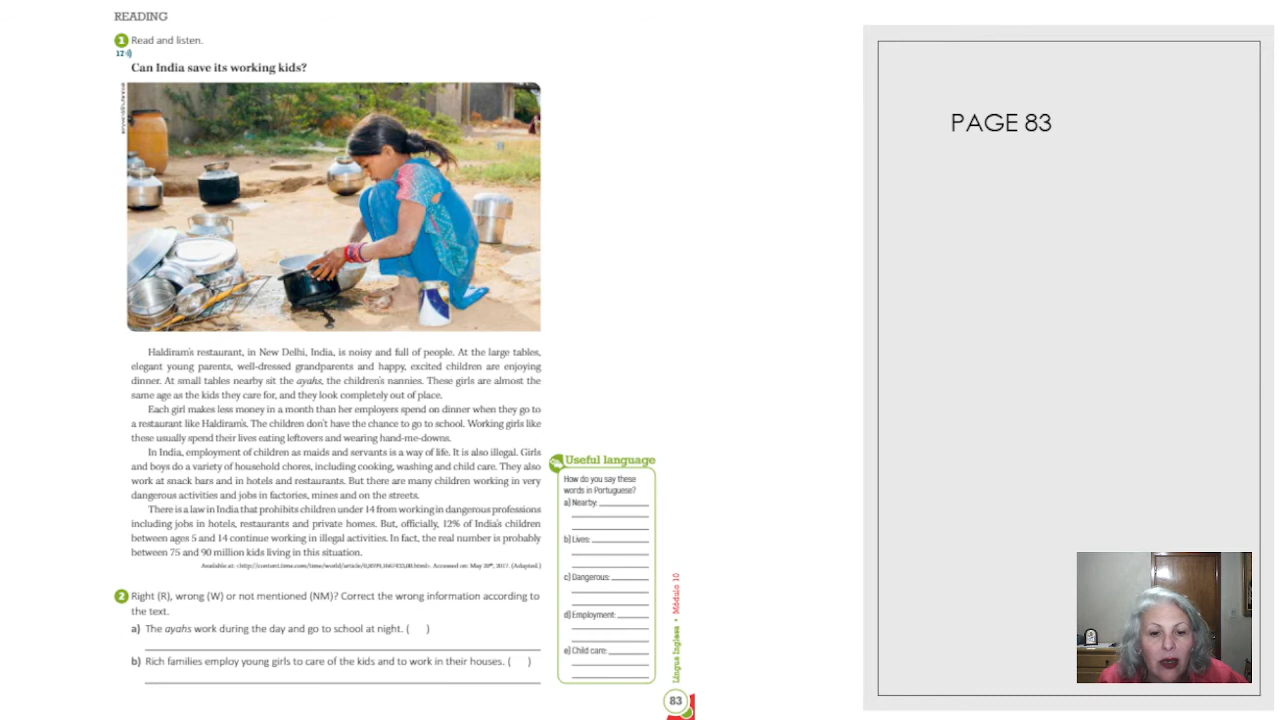 READING
1 Read and listen.
17
Can India save its working kids?
Haldiram's restaurant, in New Delhi, India, is noisy and full of people. At the large tables,
elegant young parents, well-dressed grandparents and happy, excited children are enjoying
dinner. At small tables nearby sit the ayahs, the children's nannies. These girls are almost the
same age as the kids they care for, and they look completely out of place.
Each girl makes less money in a month than her employers spend on dinner when they go to
a restaurant like Haldiram's. The children don't have the chance to go to school. Working girls like
these usually spend their lives eating leftovers and wearing hand-me-downs.
In India, employment of children as maids and servants is a way of life. It is also illegal. Girls
and boys do a variety of household chores, including cooking, washing and child care. They also
work at snack bars and in hotels and restaurants. But there are many children working in very
dangerous activities and jobs in factories, mines and on the streets.
There is a law in India that prohibits children under 14 from working in dangerous professions
including jobs in hotels, restaurants and private homes. But, officially, 12% of India's children
between ages 5 and 14 continue working in illegal activities. In fact, the real number is probably
between 75 and 90 million kids living in this situation.
Accessed on: May 20th, 2017. (Adapted.)
2 Right (R), wrong (W) or not mentioned (NM)? Correct the wrong information according to
the text.
a) The ayahs work during the day and go to school at night. ( )
b) Rich families employ young girls to care of the kids and to work in their houses. ( )
Useful language
How do you say these
words in Portuguese?
a) Nearby:
b) Lives:
c) Dangerous:
d) Employment:
e) Child care:
Língua Inglesa • Módulo 10
83
PAGE 83